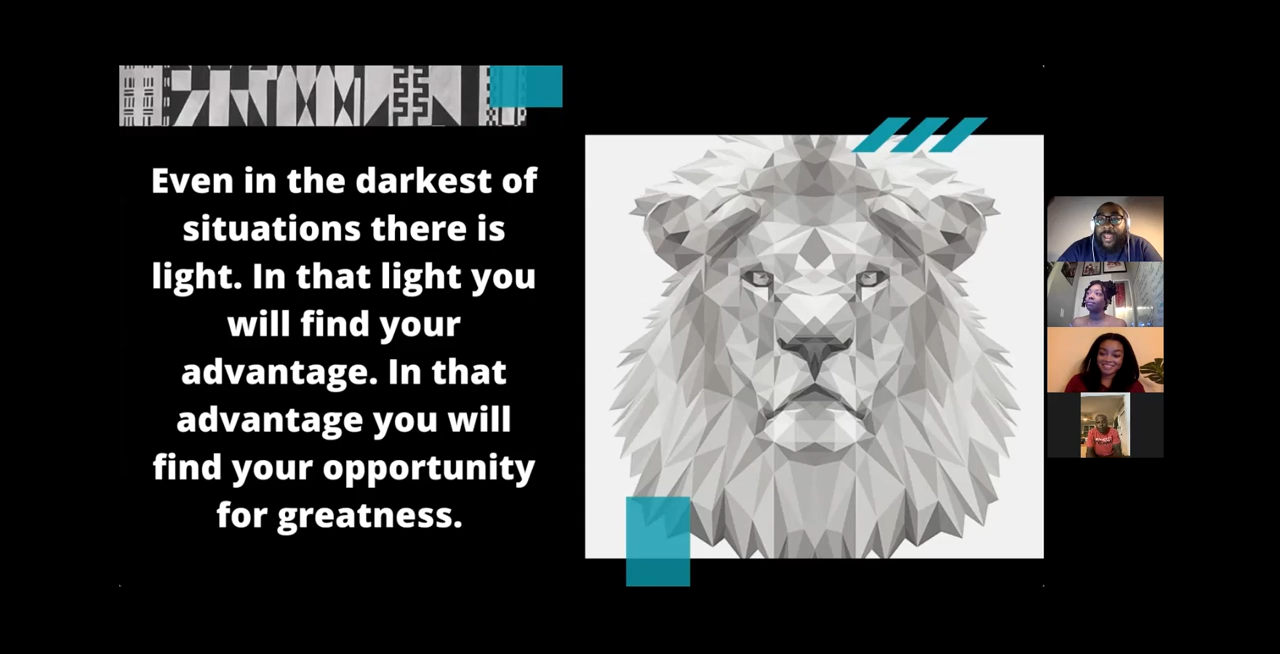 Even in the darkest of
situations there is
light. In that light you
will find your
advantage. In that
advantage you will
find your opportunity
for greatness.